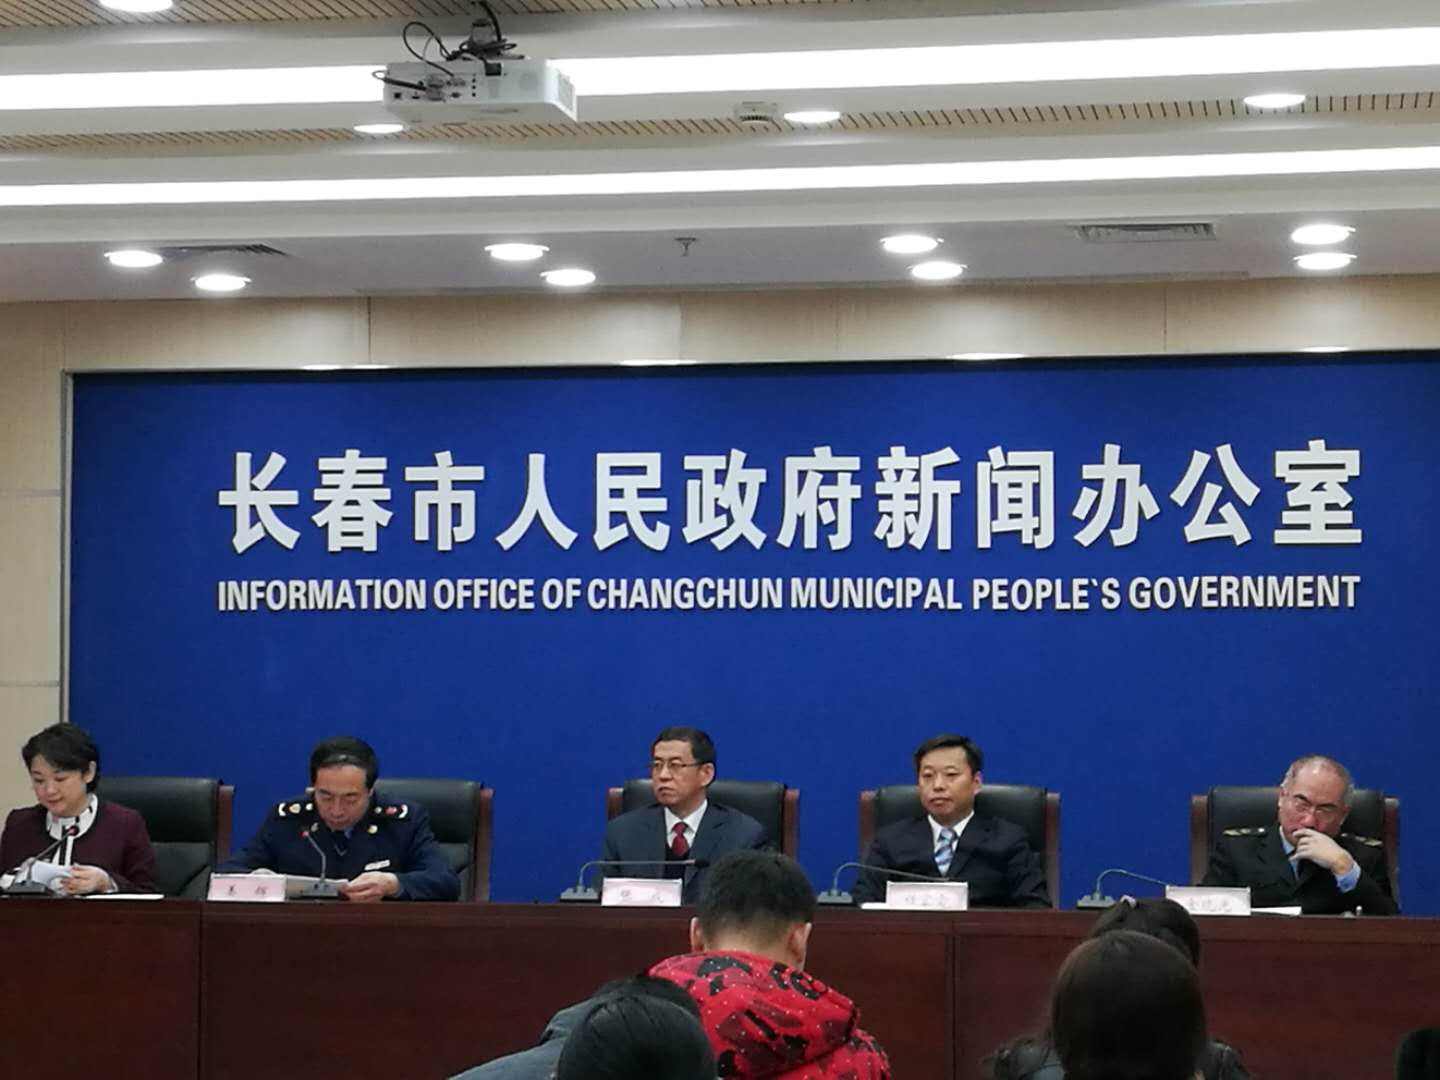 长春市人民政府新闻办公室
INFORMATION OFFICE OF CHANGCHUN MUNICIPAL PEOPLE`S GOVERNMENT